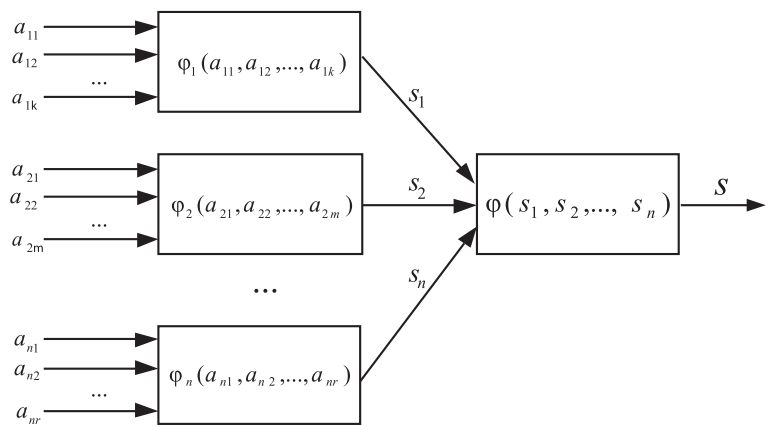 a₁₁
a₁₂
...
a₁ₖ
φ₁(a₁₁,a₁₂,...,a₁ₖ)
s₁
a₂₁
a₂₂
...
a₂ₘ
φ₂(a₂₁,a₂₂,...,a₂ₘ)
s₂
φ(s₁,s₂,..., sₙ)
s
...
sₙ
aₙ₁
aₙ₂
...
aₙᵣ
φₙ(aₙ₁,aₙ₂,...,aₙᵣ)